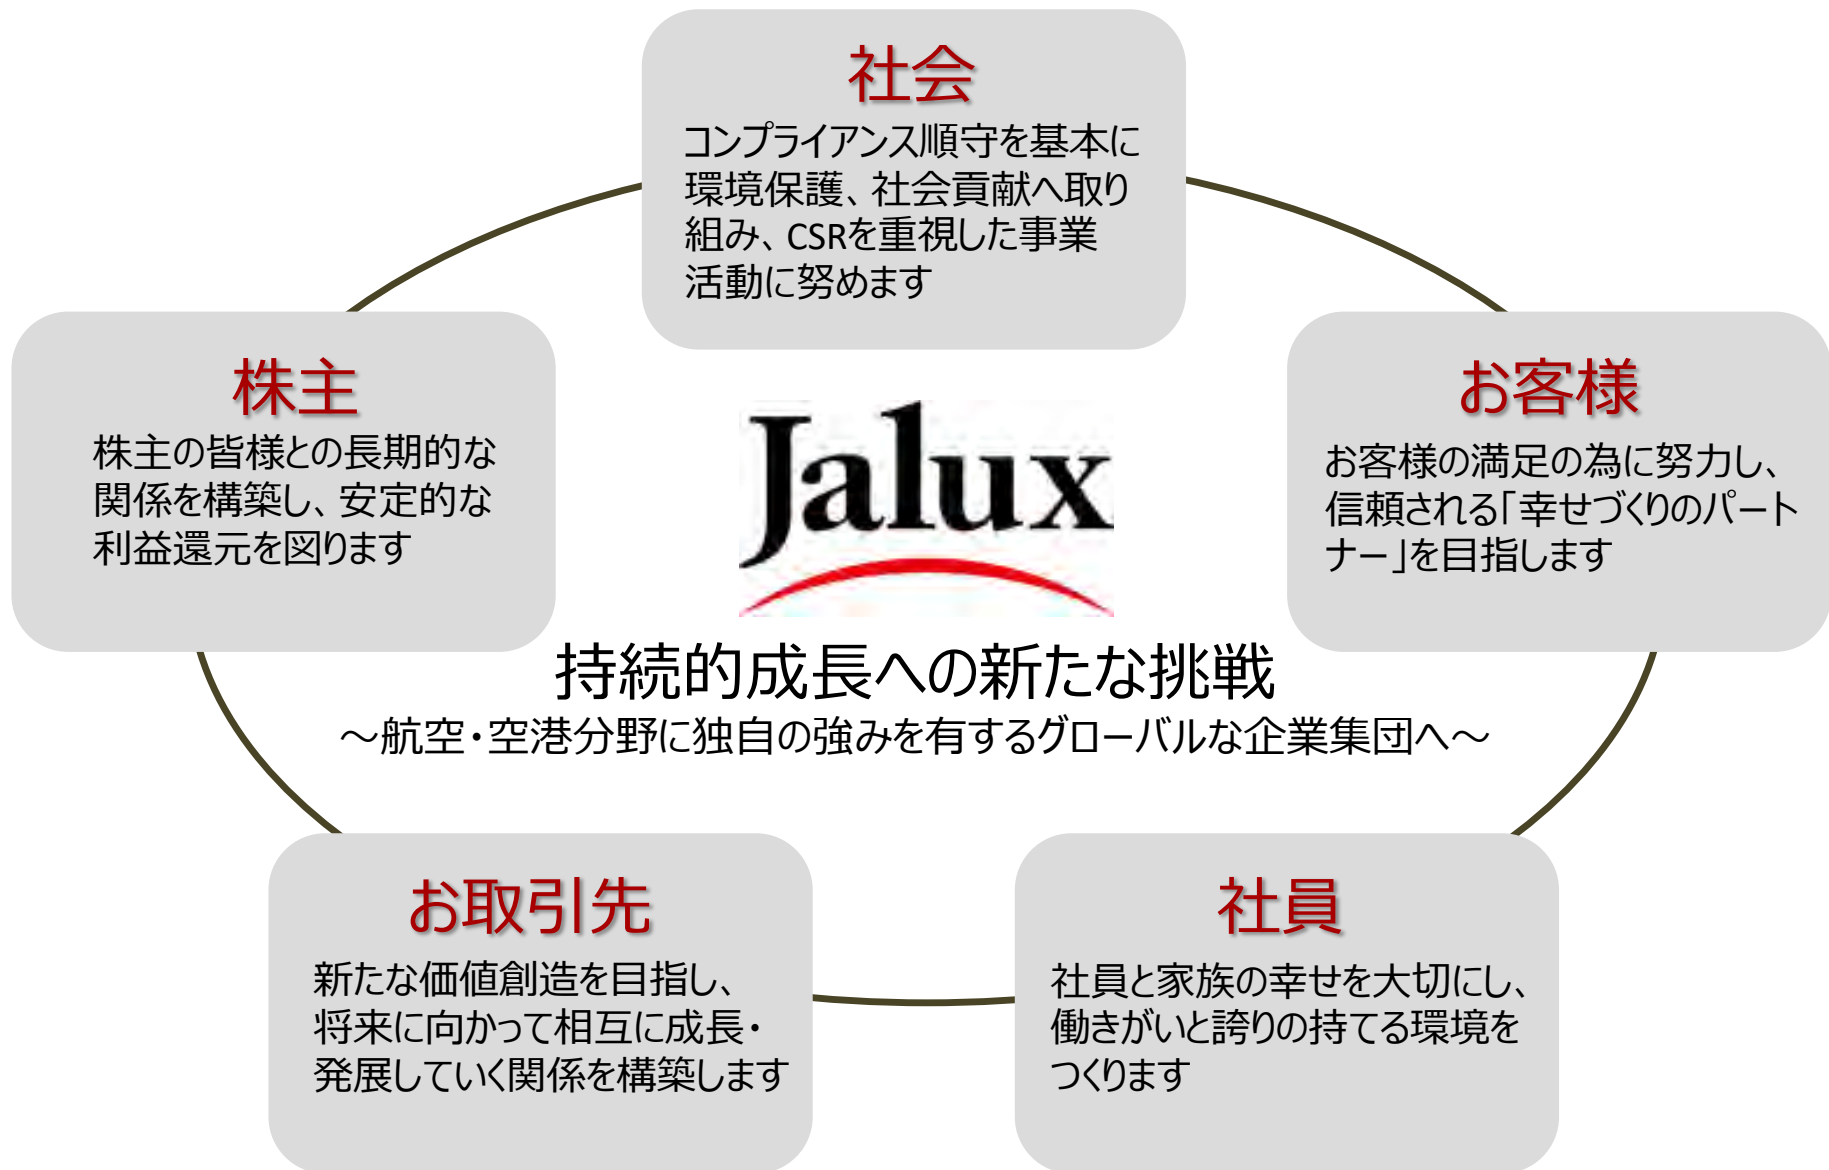 社会
コンプライアンス順守を基本に
環境保護、社会貢献へ取り
組み、CSRを重視した事業
活動に努めます
株主
株主の皆様との長期的な
関係を構築し、安定的な
利益還元を図ります
Jalux
お客様
お客様の満足の為に努力し、
信頼される「幸せづくりのパート
ナー」を目指します
持続的成長への新たな挑戦
～航空・空港分野に独自の強みを有するグローバルな企業集団へ～
お取引先
新たな価値創造を目指し、
将来に向かって相互に成長・
発展していく関係を構築します
社員
社員と家族の幸せを大切にし、
働きがいと誇りの持てる環境を
つくります